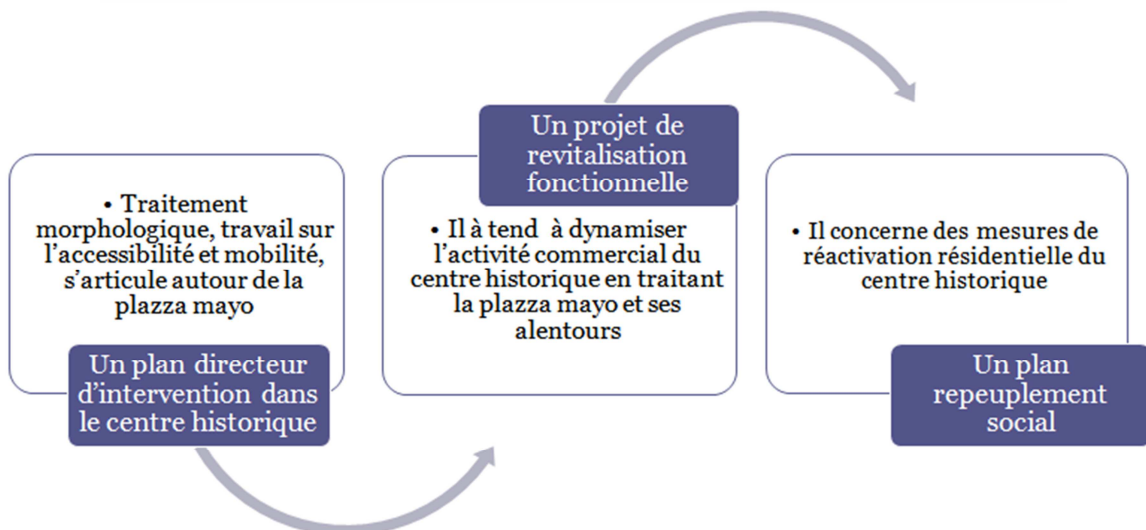 • Traitement
morphologique, travail sur
l'accessibilité et mobilité,
s'articule autour de la
plazza mayo
Un plan directeur
d'intervention dans
le centre historique
Un projet de
revitalisation
fonctionnelle
• Il à tend à dynamiser
l'activité commercial du
centre historique en traitant
la plazza mayo et ses
alentours
• Il concerne des mesures de
réactivation résidentielle du
centre historique
Un plan
repeuplement
social